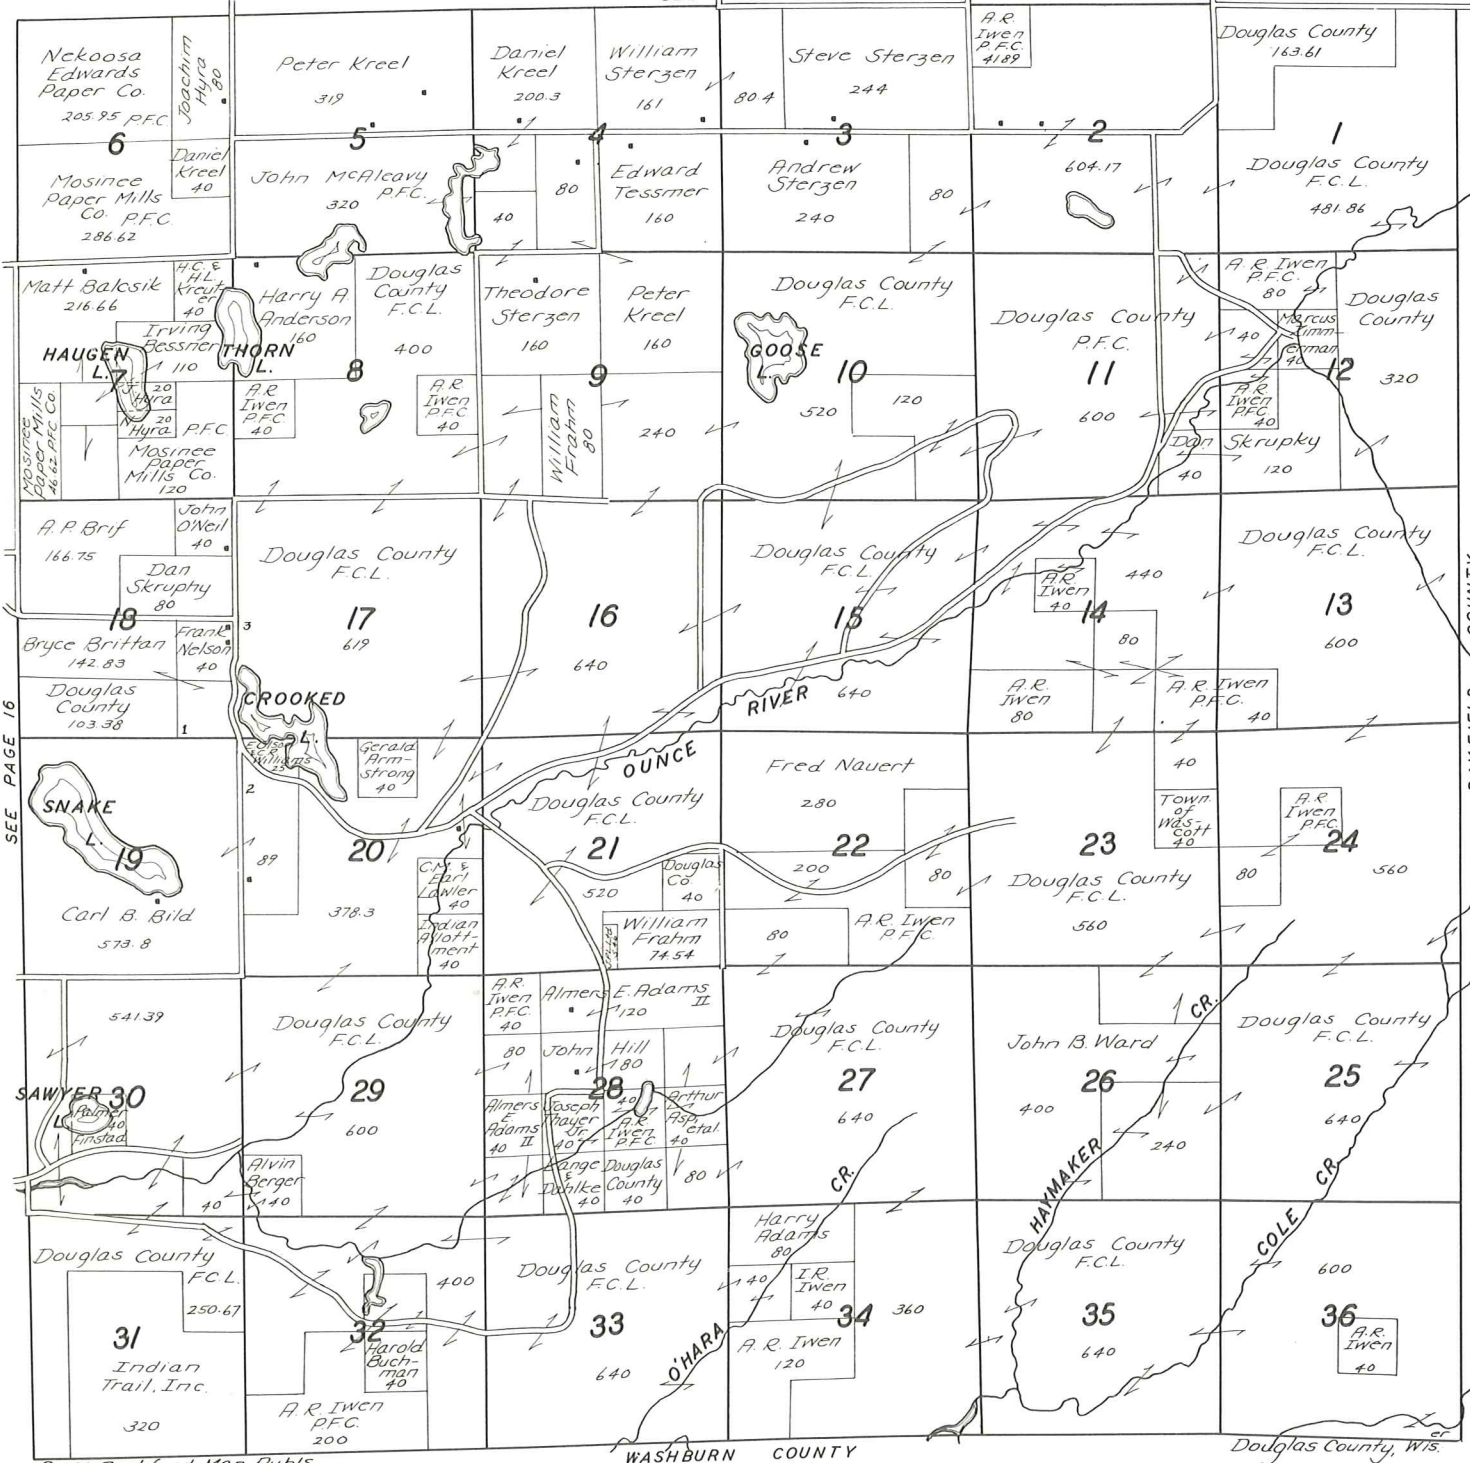 Nekoosa
Edwards
Paper Co.
205.95 P.F.C.
6
Joachim
Hyra
80
Mosinee
Paper Mills
Co. P.F.C.
286.62
Daniel
Kreel
40
Peter Kreel
319
5
John McAleavy
P.F.C.
320
Daniel
Kreel
200.3
William
Sterzen
161
4
40
80
Edward
Tessmer
160
80.4
Steve Sterzen
244
3
Andrew
Sterzen
240
80
A.R.
Iwen
P.F.C.
41.89
2
604.17
Douglas County
163.61
1
Douglas County
F.C.L.
481.86
Matt Balcsik
216.66
H.C. &
H.L.
Kreut-
er
40
Irving
Bessner
110
HAUGEN
L.
7
20
Hyra
20
Hyra
P.F.C.
Mosinee
Paper Mills
46.62 P.F.C. Co.
Mosinee
Paper
Mills Co.
120
THORN
L.
Harry A.
Anderson
160
Douglas
County
F.C.L.
400
8
A.R.
Iwen
P.F.C.
40
A.R.
Iwen
P.F.C.
40
Theodore
Sterzen
160
Peter
Kreel
160
9
William
Frahm
80
240
Douglas County
F.C.L.
GOOSE
L.
10
520
120
Douglas County
P.F.C.
11
600
A.R. Iwen
P.F.C.
80
40
Marcus
Zimm-
erman
40
Douglas
County
12
320
A.R.
Iwen
P.F.C.
40
Dan Skrupky
40
120
A.P. Brif
166.75
John
O'Neil
40
Dan
Skruphy
80
18
Bryce Brittan
142.83
Frank
Nelson
40
3
Douglas
County
103.38
1
Douglas County
F.C.L.
17
619
CROOKED
L.
16
640
Douglas County
F.C.L.
15
RIVER
640
A.R.
Iwen
40
440
14
80
A.R.
Iwen
80
A.R. Iwen
P.F.C.
40
Douglas County
F.C.L.
13
600
SEE PAGE 16
SNAKE
L.
19
Carl B. Bild
573.8
Williams
25
2
Gerald
Arm-
strong
40
20
89
378.3
C.M. &
Earl
Lawler
40
Indian
Allott-
ment
40
OUNCE
Douglas County
F.C.L.
21
520
Douglas
Co.
40
William
Frahm
74.54
Fred Nauert
280
22
200
80
80
A.R. Iwen
P.F.C.
40
Town
of
Was-
cott
40
23
Douglas County
F.C.L.
560
A.R.
Iwen
P.F.C.
24
80
560
541.39
SAWYER
L.
30
Palmer
40
Finstad
40
Douglas County
F.C.L.
29
600
Alvin
Berger
40
A.R.
Iwen
P.F.C.
40
Almers E. Adams
II
120
80
John Hill
80
28
Almers
E.
Adams
II
40
Joseph
Thayer
Jr.
40
40
A.R.
Iwen
P.F.C.
Arthur
Asp,
etal.
40
Lange
&
Dahlke
40
Douglas
County
40
80
Douglas County
F.C.L.
27
640
CR.
John B. Ward
26
400
240
CR.
HAYMAKER
Douglas County
F.C.L.
25
640
CR.
COLE
Douglas County
F.C.L.
250.67
31
Indian
Trail, Inc.
320
400
32
Harold
Buch-
man
40
A.R. Iwen
P.F.C.
200
Douglas County
F.C.L.
33
640
O'HARA
Harry
Adams
80
40
I.R.
Iwen
40
34
360
A.R. Iwen
120
Douglas County
F.C.L.
35
640
600
36
A.R.
Iwen
40
WASHBURN COUNTY
Douglas County, Wis.